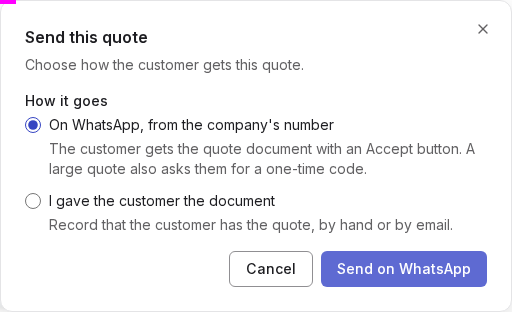 Send this quote
Choose how the customer gets this quote.
How it goes
On WhatsApp, from the company's number
The customer gets the quote document with an Accept button. A
large quote also asks them for a one-time code.
I gave the customer the document
Record that the customer has the quote, by hand or by email.
Cancel
Send on WhatsApp